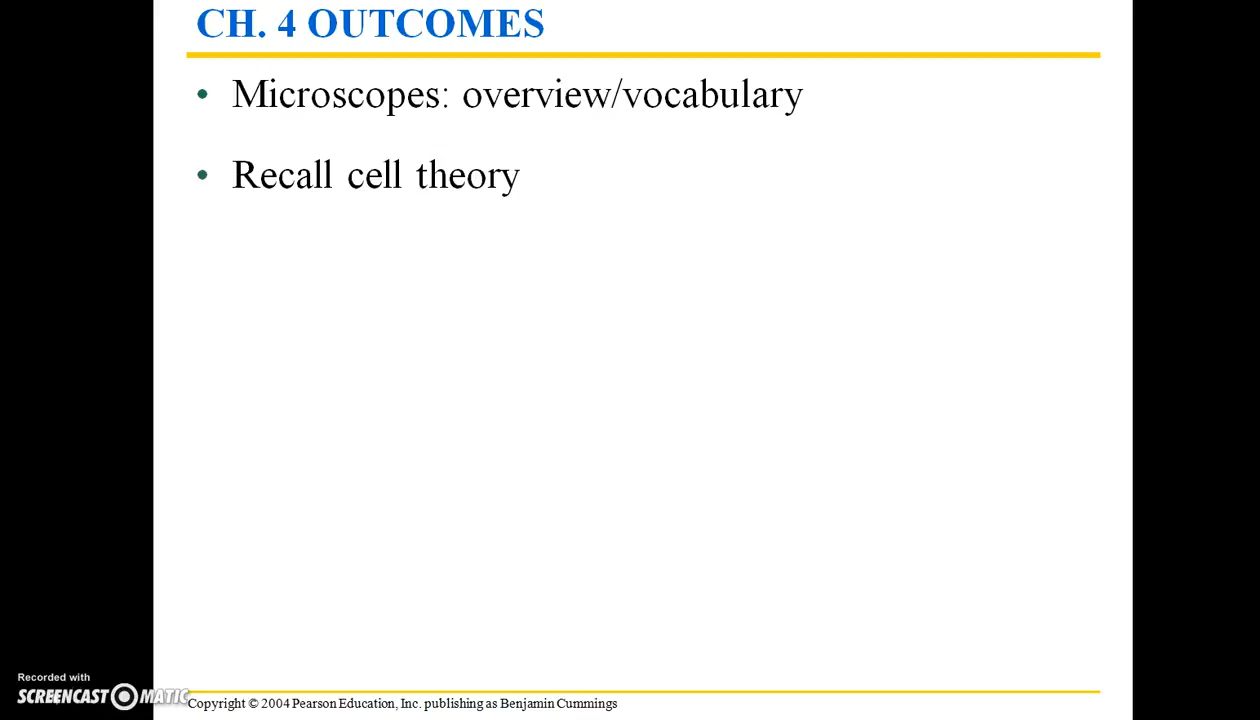 CH. 4 OUTCOMES
• Microscopes: overview/vocabulary
• Recall cell theory
Recorded with
SCREENCAST MATIC
Copyright © 2004 Pearson Education, Inc. publishing as Benjamin Cummings